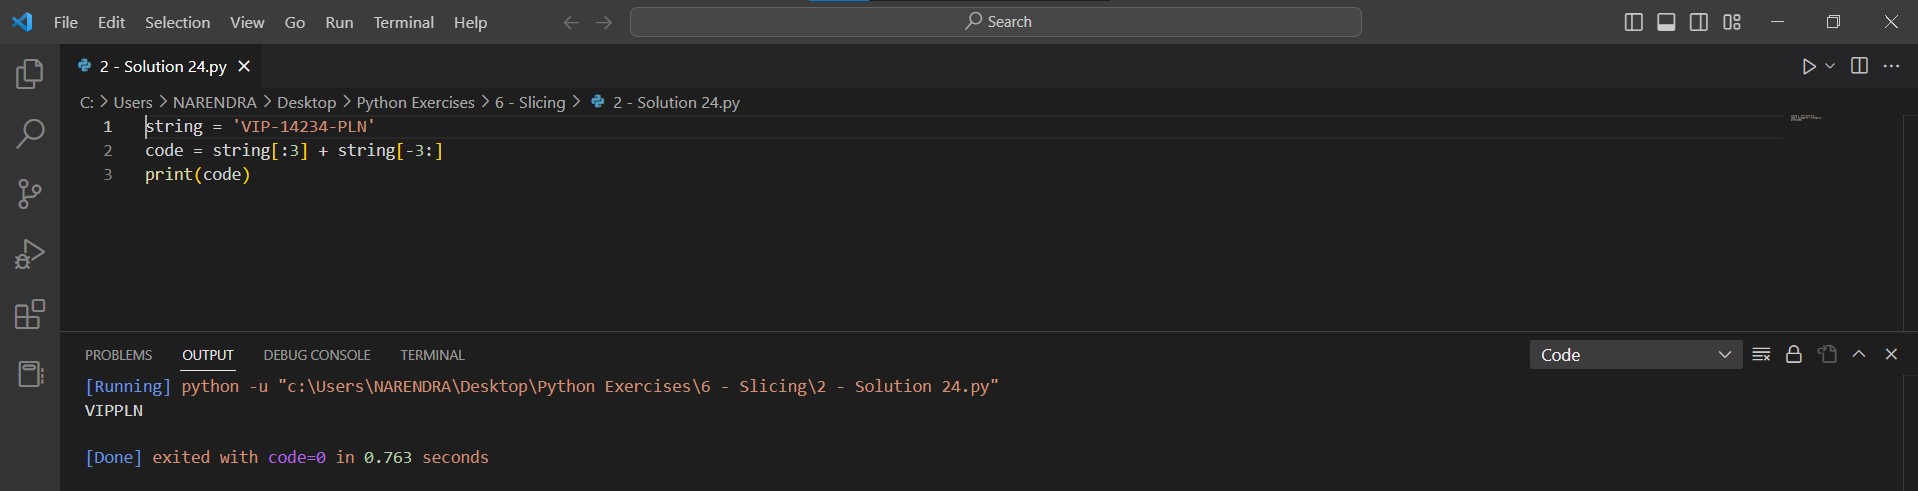 File Edit Selection View Go Run Terminal Help Search
2 - Solution 24.py
C: > Users > NARENDRA > Desktop > Python Exercises > 6 - Slicing > 2 - Solution 24.py
1 string = 'VIP-14234-PLN'
2 code = string[:3] + string[-3:]
3 print(code)
PROBLEMS OUTPUT DEBUG CONSOLE TERMINAL Code
[Running] python -u "c:\Users\NARENDRA\Desktop\Python Exercises\6 - Slicing\2 - Solution 24.py"
VIPPLN
[Done] exited with code=0 in 0.763 seconds